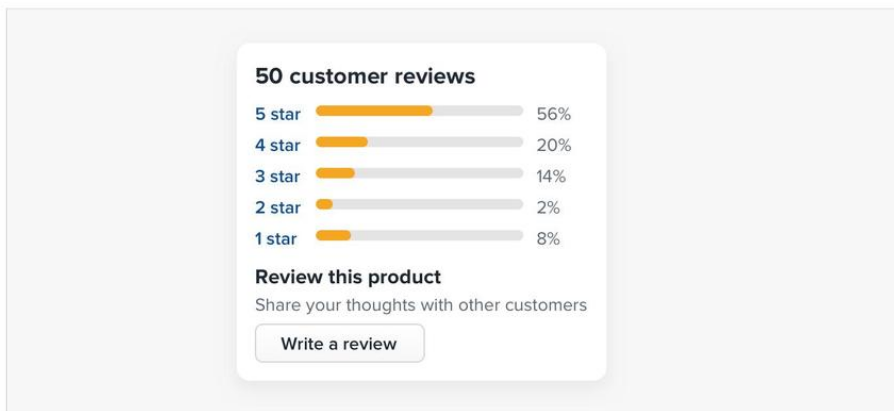 50 customer reviews
5 star 56%
4 star 20%
3 star 14%
2 star 2%
1 star 8%
Review this product
Share your thoughts with other customers
Write a review